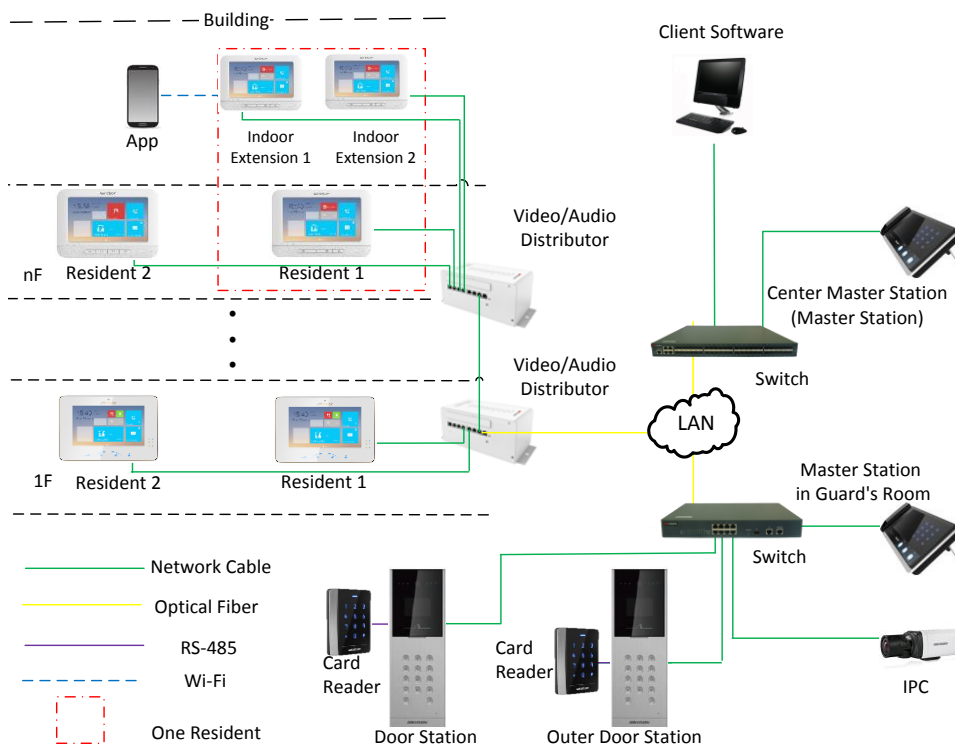 Building-
Client Software
App
Indoor
Extension 1
Indoor
Extension 2
Video/Audio
Distributor
nF
Resident 2
Resident 1
Center Master Station
(Master Station)
Switch
Video/Audio
Distributor
LAN
1F
Resident 2
Resident 1
Master Station
in Guard's Room
Switch
Network Cable
Optical Fiber
RS-485
Wi-Fi
One Resident
Card
Reader
Door Station
Card
Reader
Outer Door Station
IPC